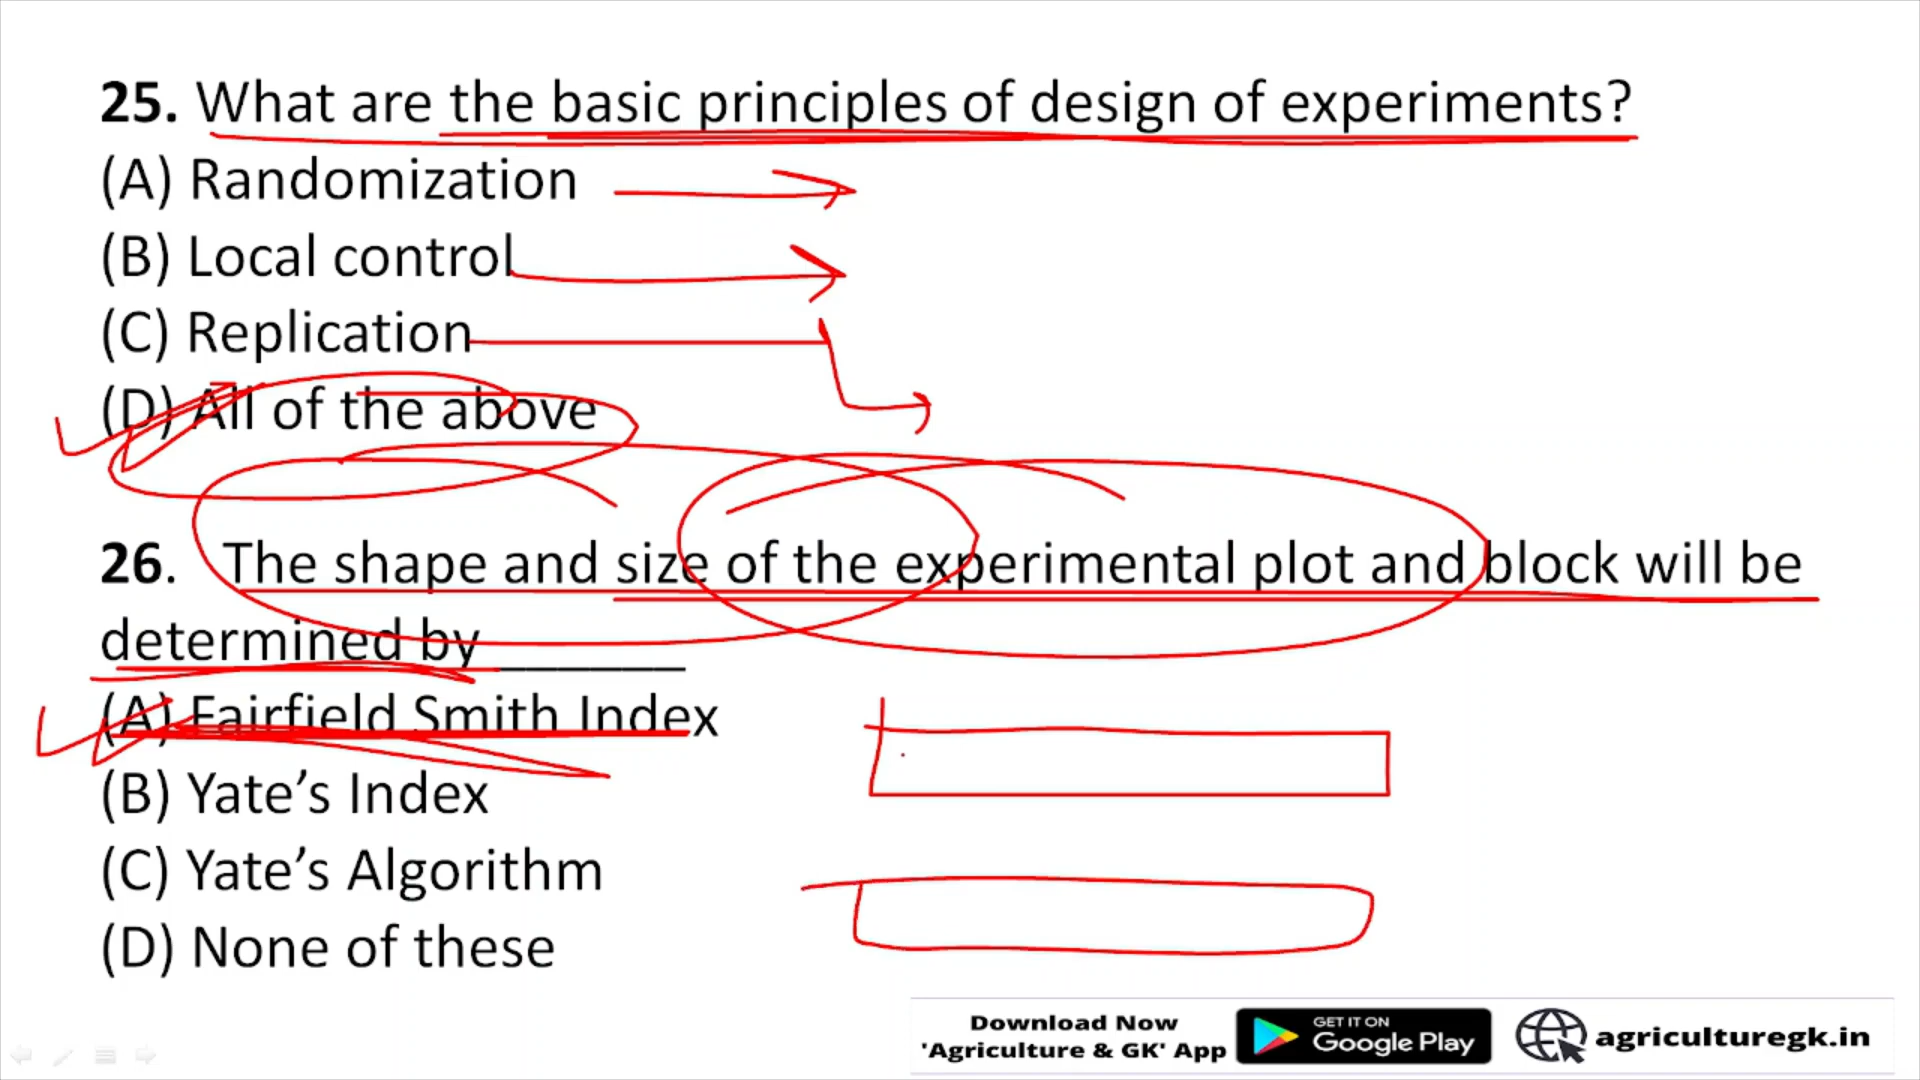 25. What are the basic principles of design of experiments?
(A) Randomization
(B) Local control
(C) Replication
(D) All of the above
26. The shape and size of the experimental plot and block will be
determined by ______
(A) Fairfield Smith Index
(B) Yate’s Index
(C) Yate’s Algorithm
(D) None of these
Download Now
'Agriculture & GK' App
GET IT ON
Google Play
agriculturegk.in